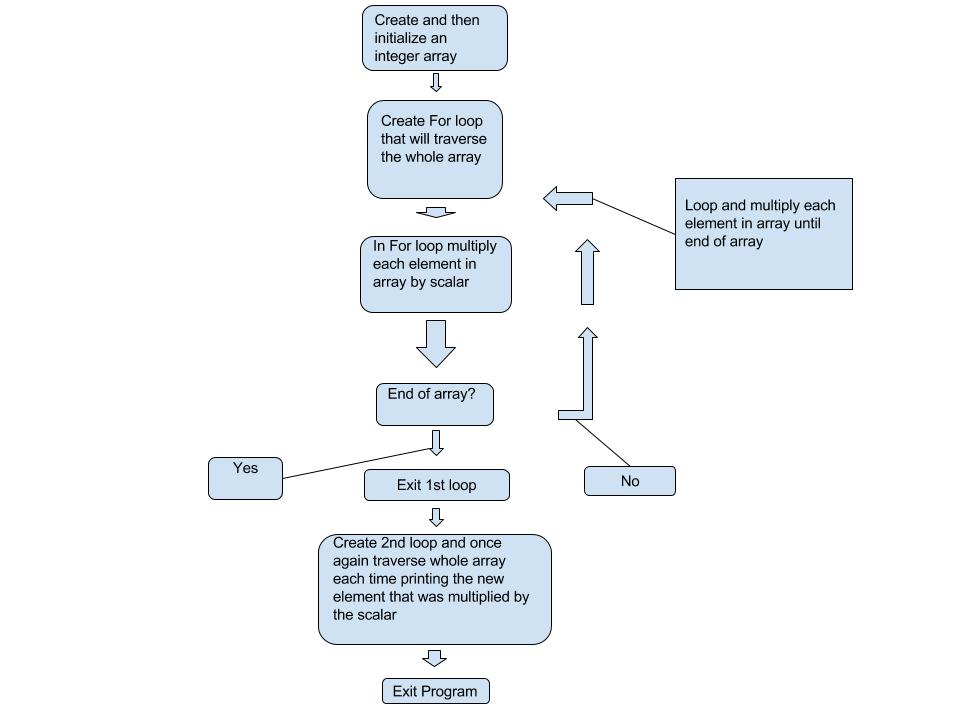 Create and then
initialize an
integer array
Create For loop
that will traverse
the whole array
Loop and multiply each
element in array until
end of array
In For loop multiply
each element in
array by scalar
End of array?
Yes
No
Exit 1st loop
Create 2nd loop and once
again traverse whole array
each time printing the new
element that was multiplied by
the scalar
Exit Program